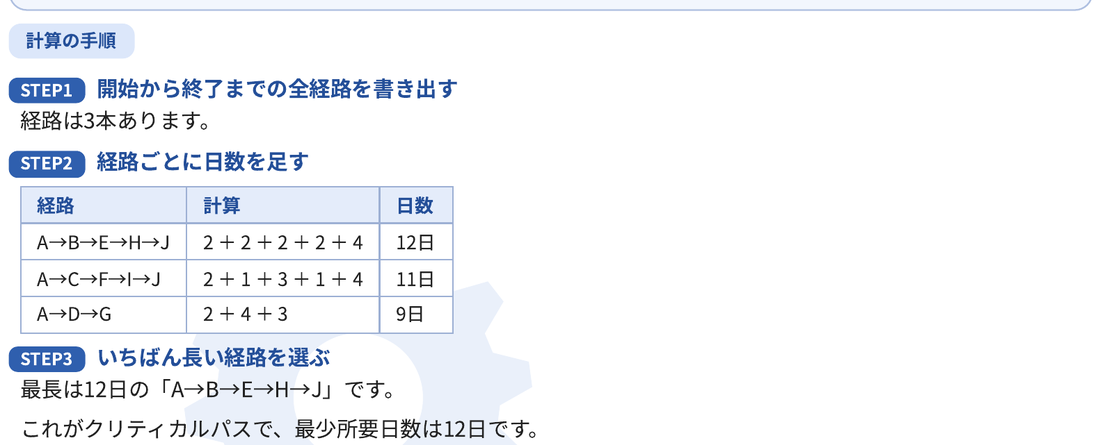 計算の手順
STEP1 開始から終了までの全経路を書き出す
経路は3本あります。
STEP2 経路ごとに日数を足す
経路 計算 日数
A→B→E→H→J 2 + 2 + 2 + 2 + 4 12日
A→C→F→I→J 2 + 1 + 3 + 1 + 4 11日
A→D→G 2 + 4 + 3 9日
STEP3 いちばん長い経路を選ぶ
最長は12日の「A→B→E→H→J」です。
これがクリティカルパスで、最少所要日数は12日です。